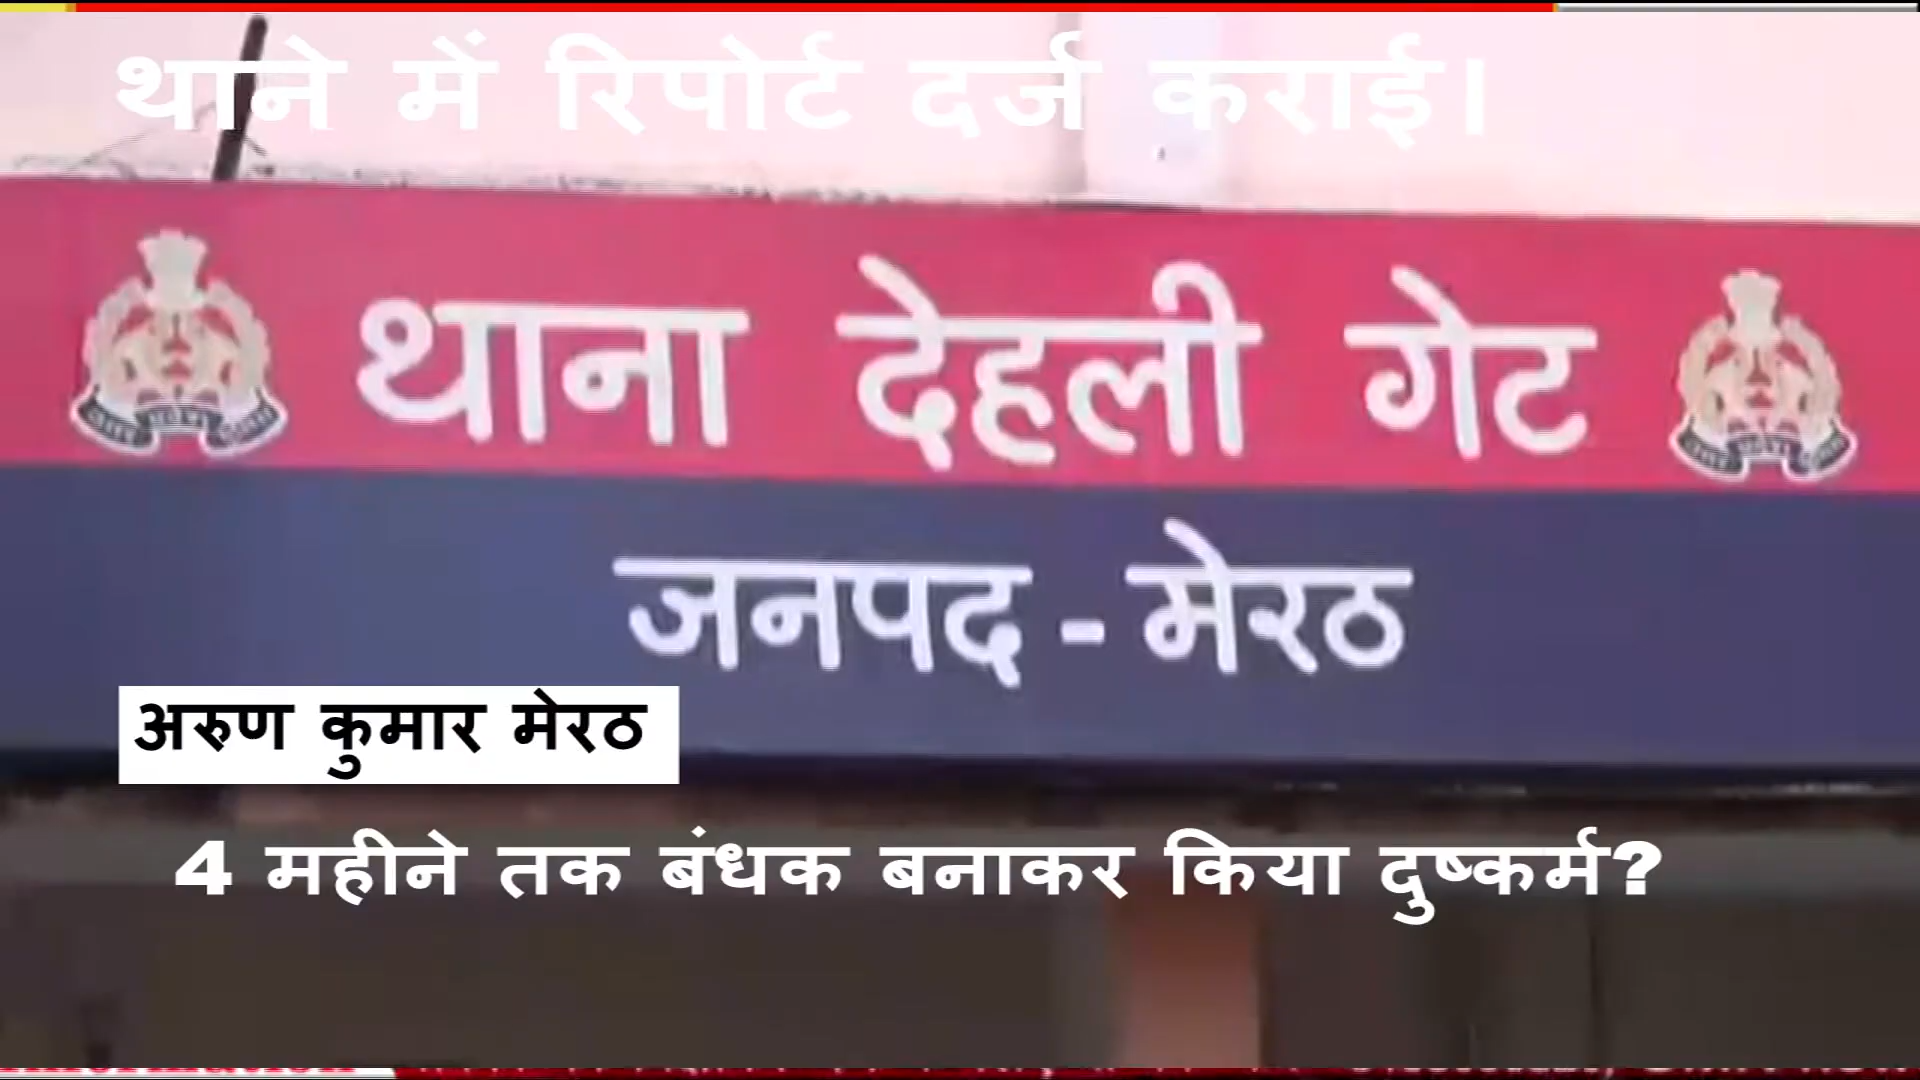 थाने में रिपोर्ट दर्ज कराई।
थाना देहली गेट
जनपद - मेरठ
अरुण कुमार मेरठ
4 महीने तक बंधक बनाकर किया दुष्कर्म?